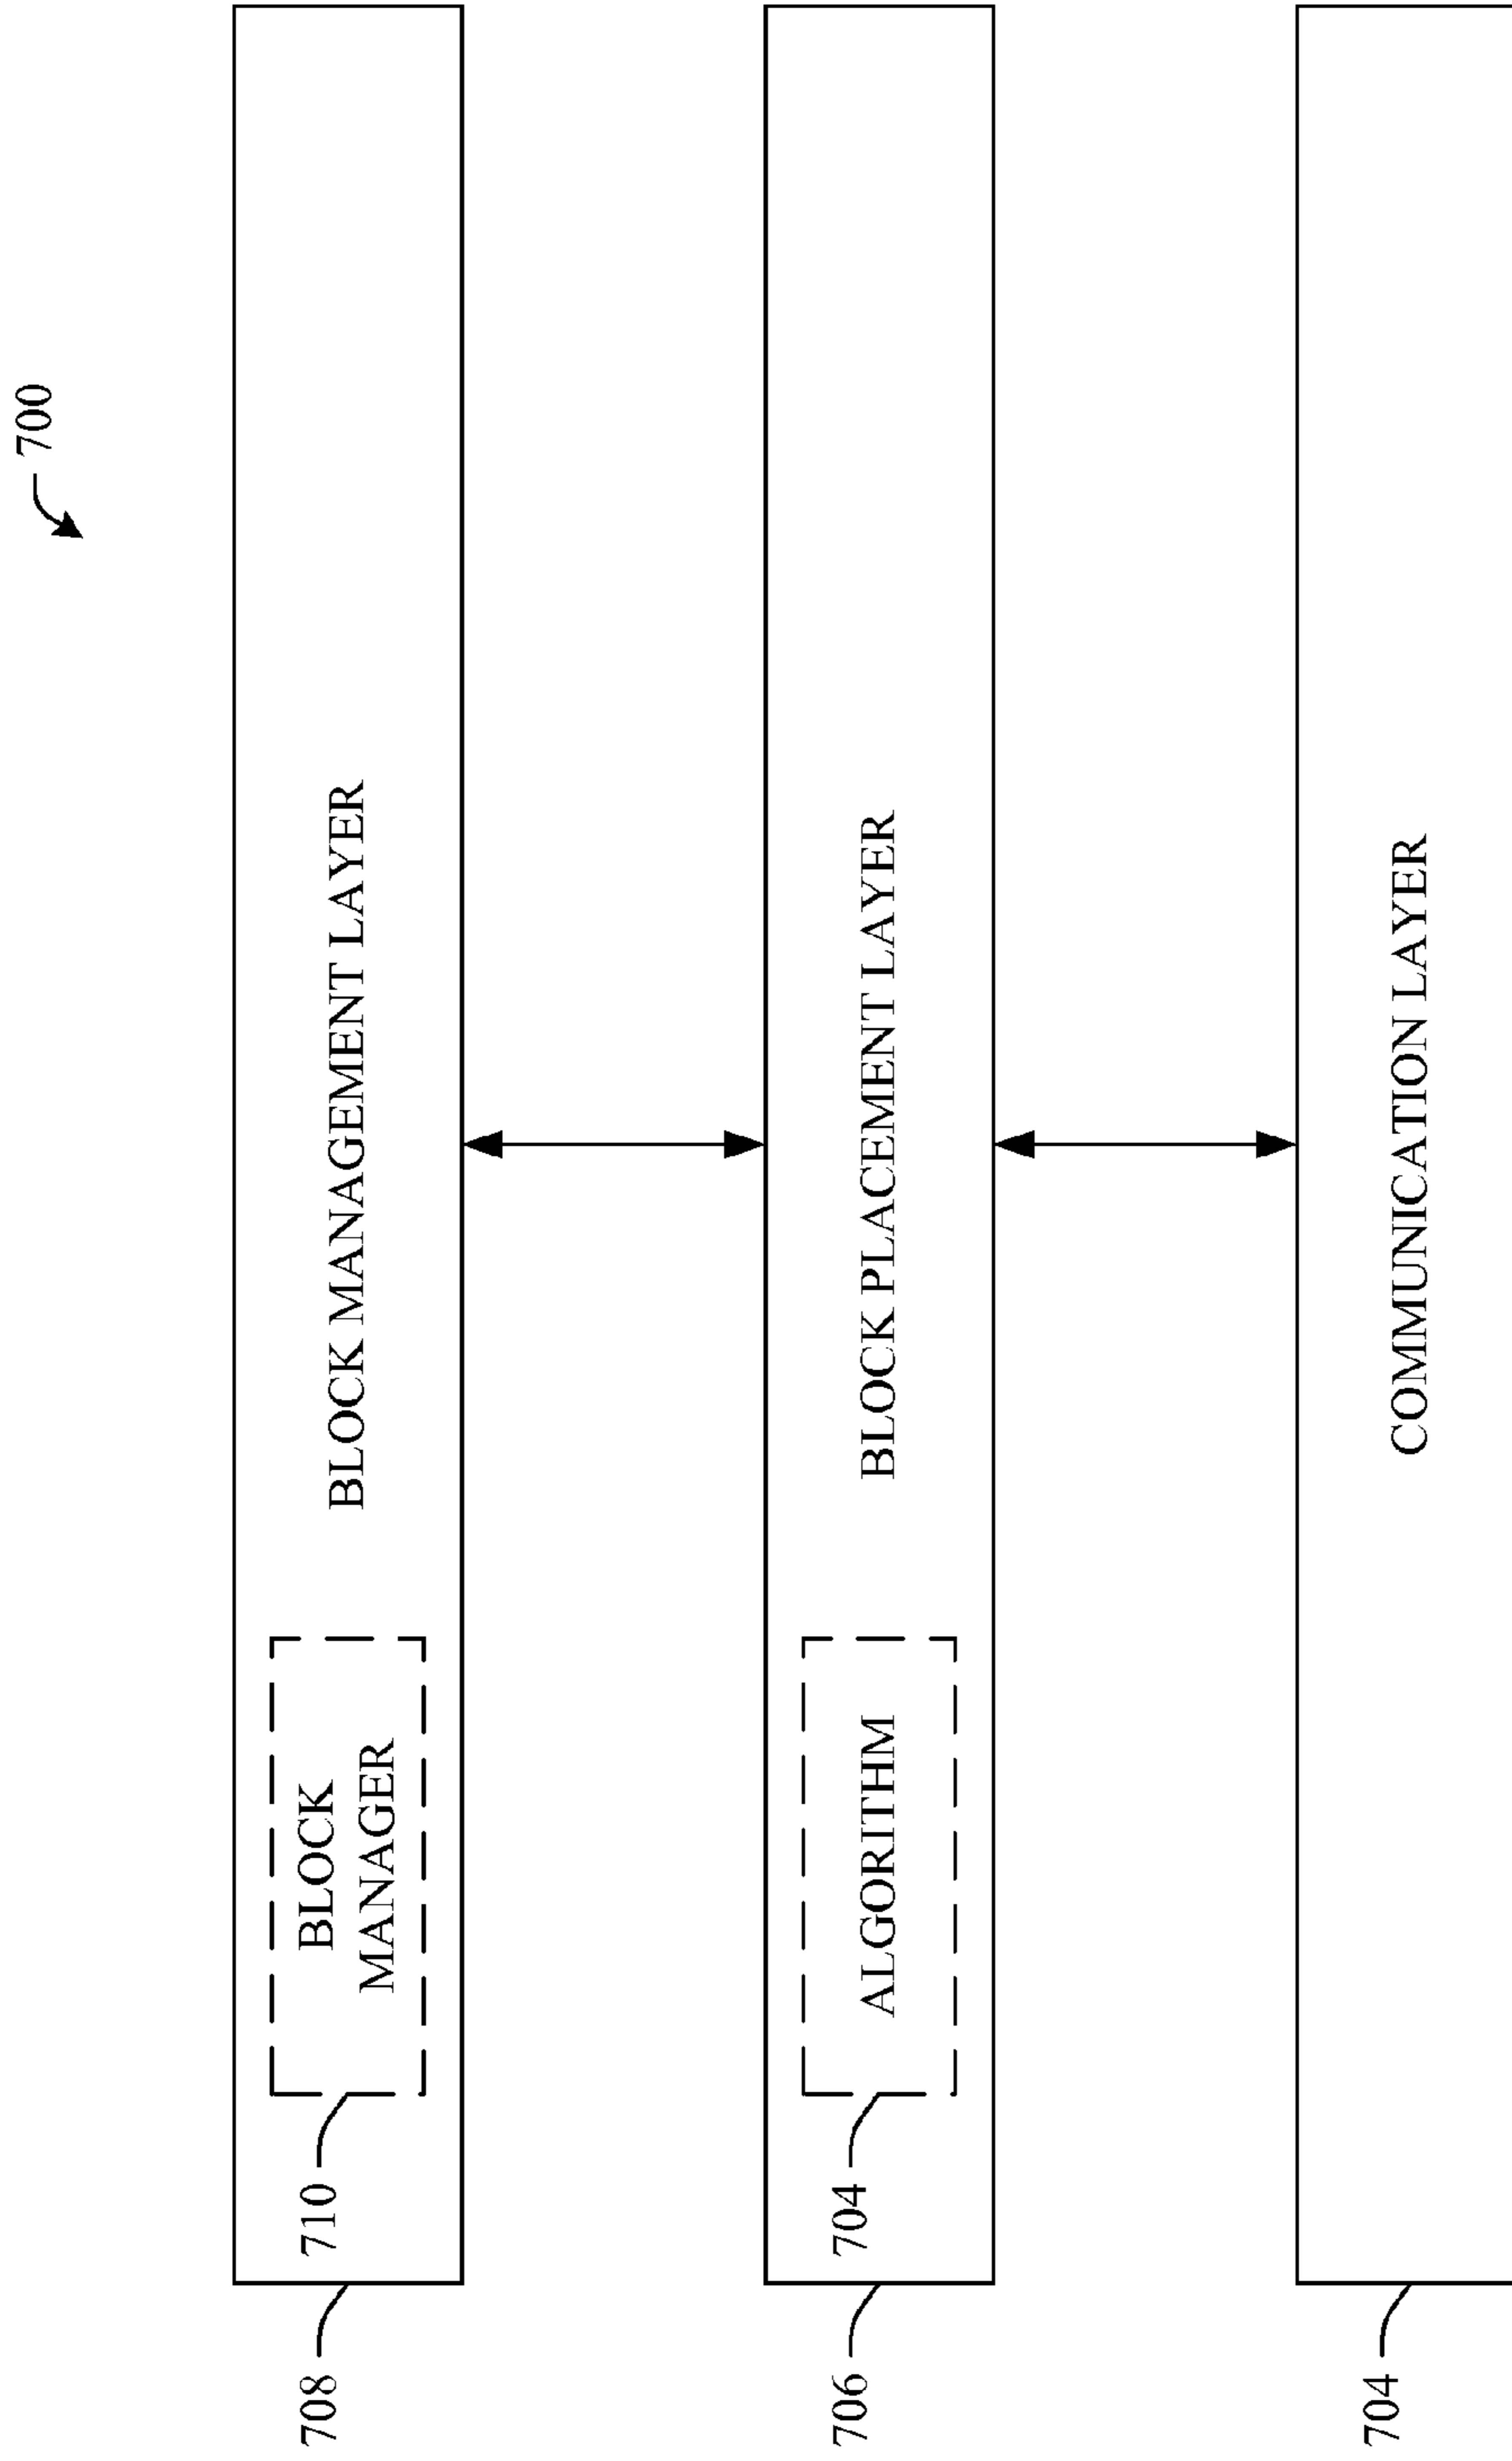 700
BLOCK MANAGEMENT LAYER
BLOCK
MANAGER
710
708
BLOCK PLACEMENT LAYER
ALGORITHM
704
706
COMMUNICATION LAYER
704